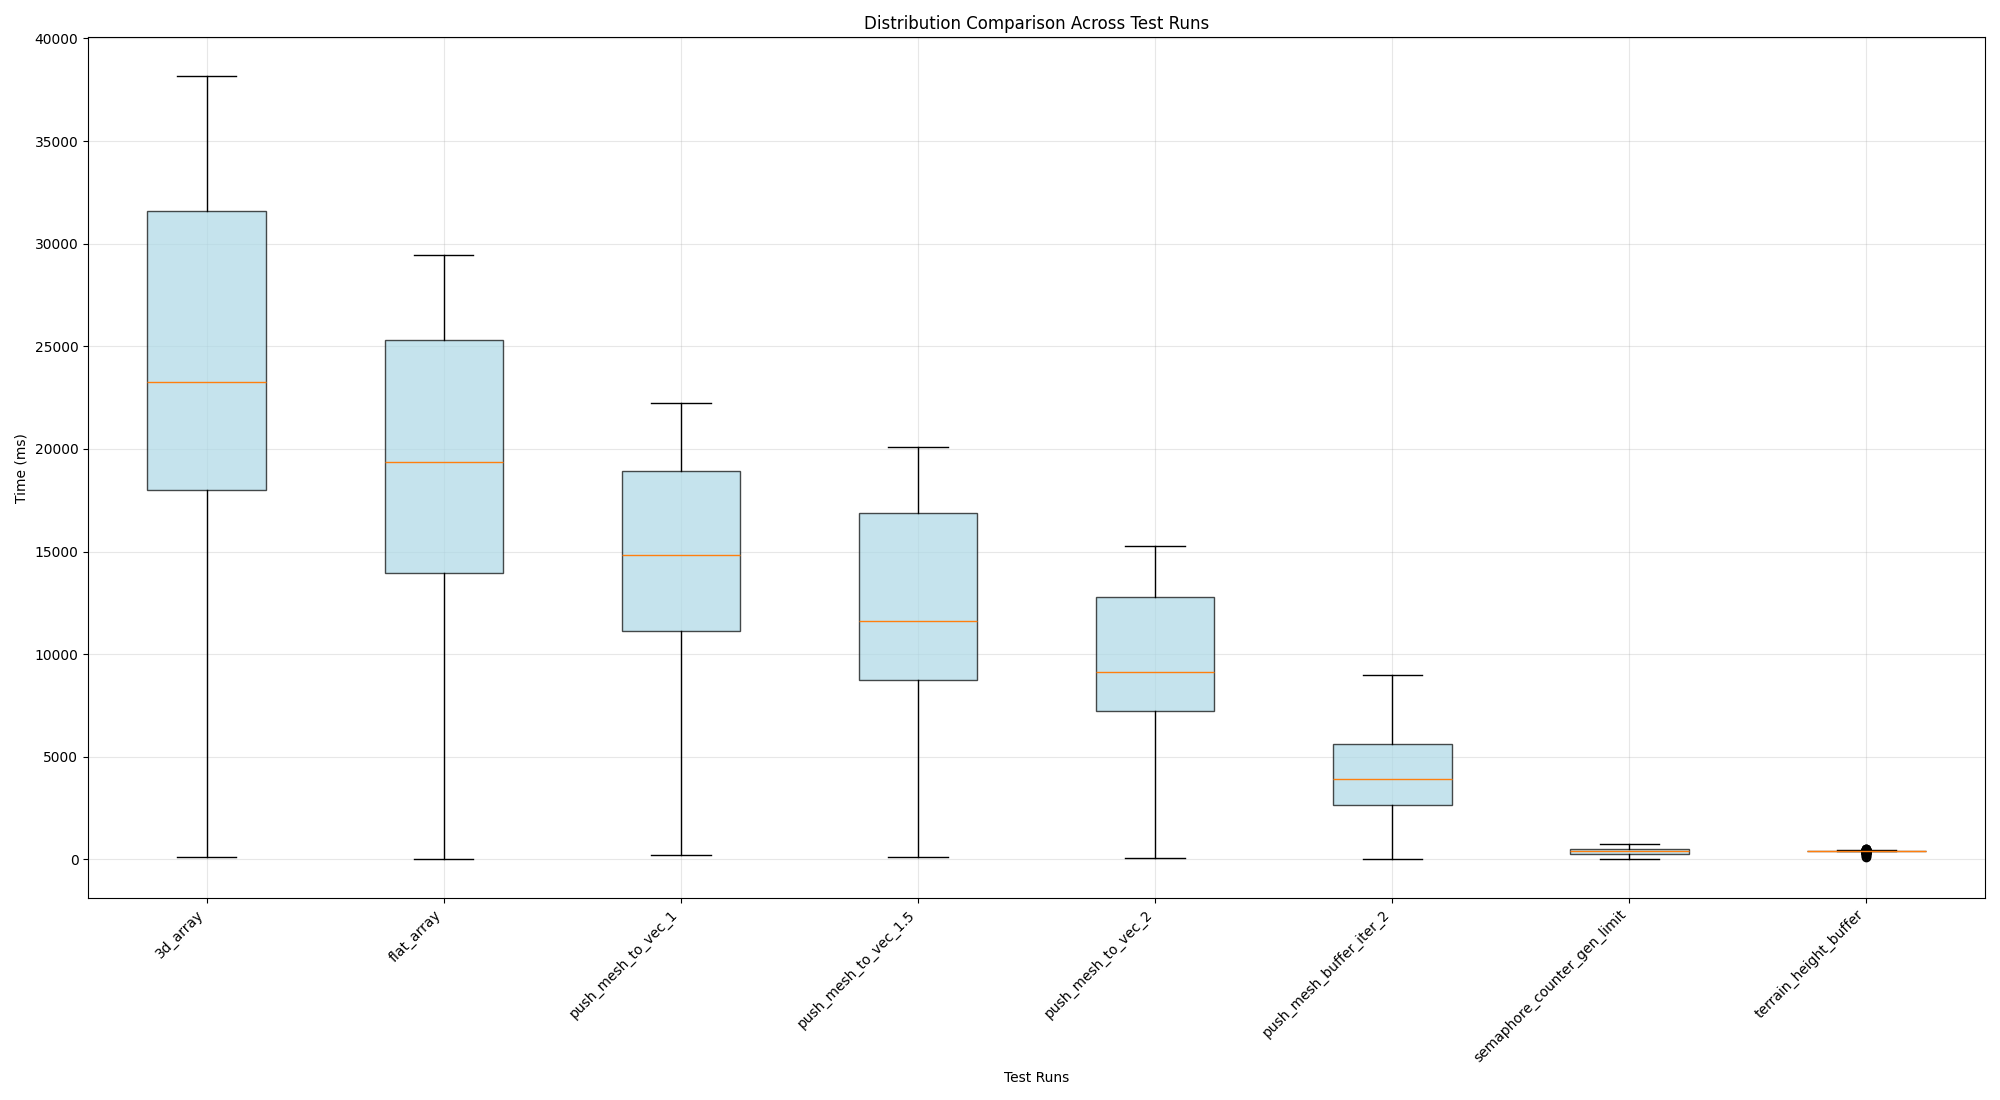 Distribution Comparison Across Test Runs
40000
35000
30000
25000
20000
15000
10000
5000
0
Time (ms)
3d_array
flat_array
push_mesh_to_vec_1
push_mesh_to_vec_1.5
push_mesh_to_vec_2
push_mesh_buffer_iter_2
semaphore_counter_gen_limit
terrain_height_buffer
Test Runs